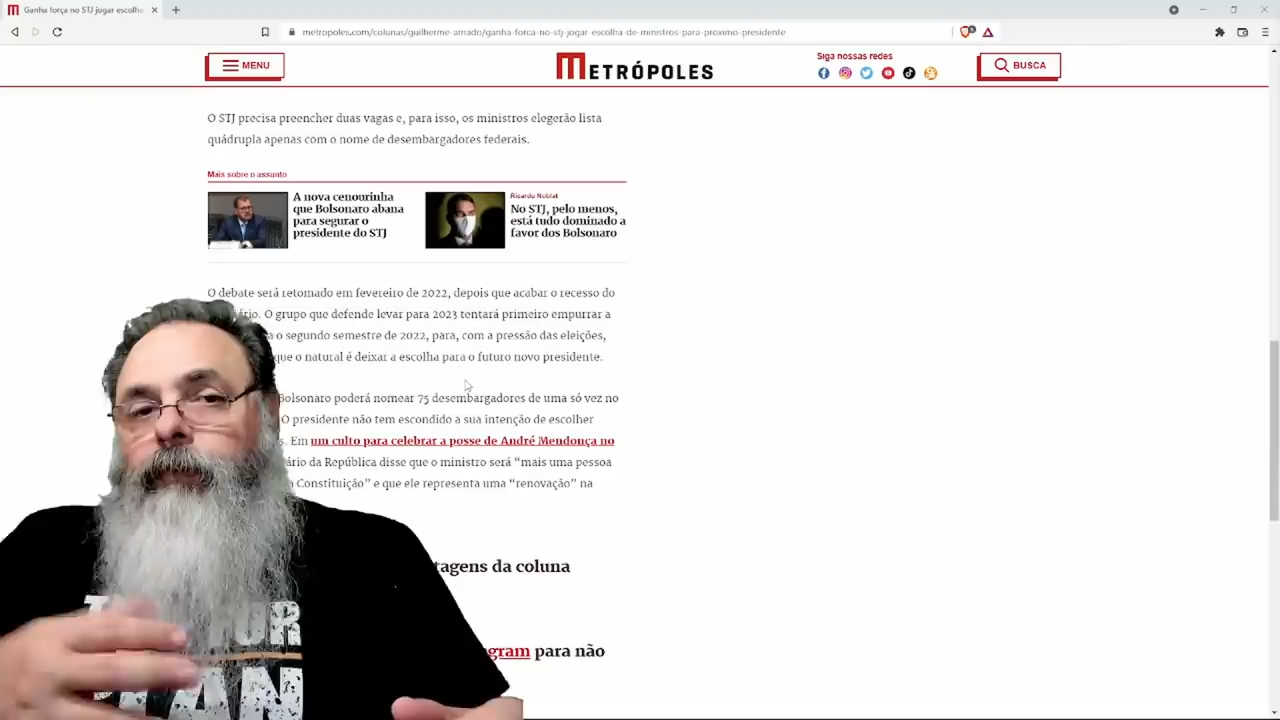 Ganha força no STJ jogar escolha
metropoles.com/colunas/guilherme-amado/ganha-forca-no-stj-jogar-escolha-de-ministros-para-proximo-presidente
MENU
METRÓPOLES
Siga nossas redes
BUSCA
O STJ precisa preencher duas vagas e, para isso, os ministros elegerão lista
quádrupla apenas com o nome de desembargadores federais.
Mais sobre o assunto
A nova cenourinha
que Bolsonaro abana
para segurar o
presidente do STJ
Ricardo Noblat
No STJ, pelo menos,
está tudo dominado a
favor dos Bolsonaro
O debate será retomado em fevereiro de 2022, depois que acabar o recesso do
ário. O grupo que defende levar para 2023 tentará primeiro empurrar a
o segundo semestre de 2022, para, com a pressão das eleições,
que o natural é deixar a escolha para o futuro novo presidente.
Bolsonaro poderá nomear 75 desembargadores de uma só vez no
O presidente não tem escondido a sua intenção de escolher
Em um culto para celebrar a posse de André Mendonça no
ário da República disse que o ministro será “mais uma pessoa
a Constituição” e que ele representa uma “renovação” na
tagens da coluna
gram para não